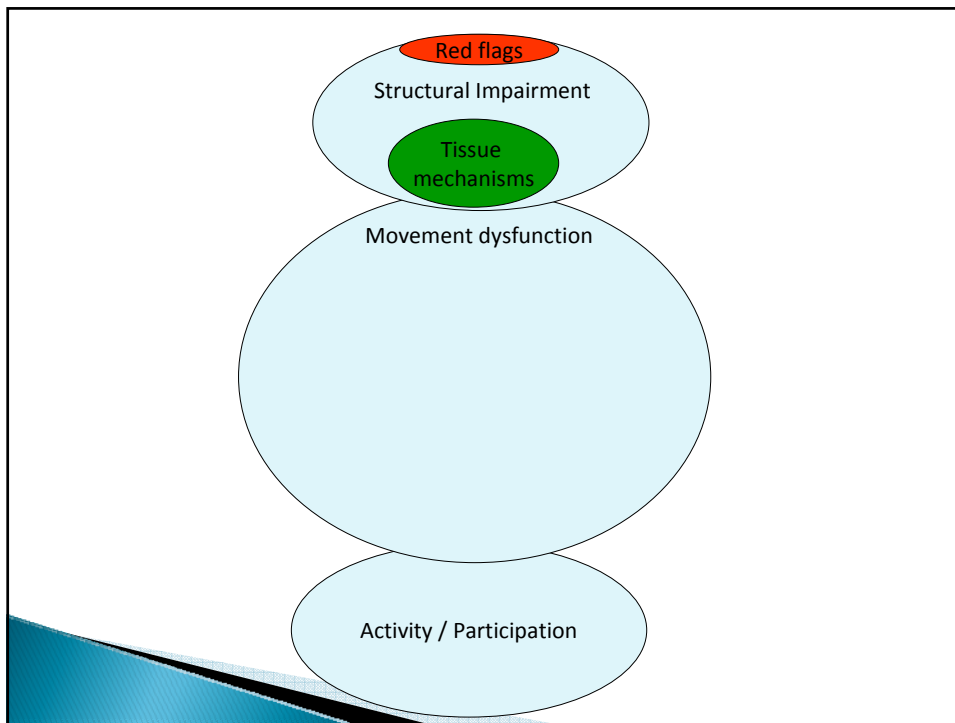 Red flags
Structural Impairment
Tissue
mechanisms
Movement dysfunction
Activity / Participation